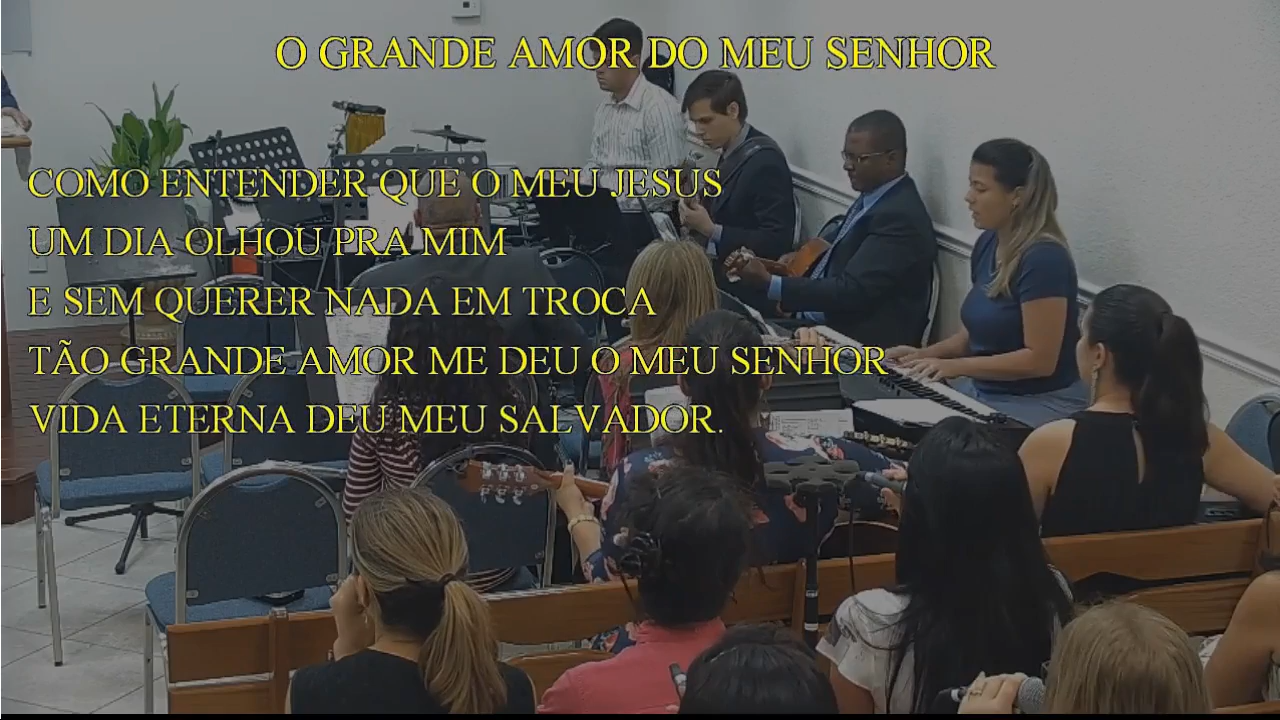 O GRANDE AMOR DO MEU SENHOR
COMO ENTENDER QUE O MEU JESUS
UM DIA OLHOU PRA MIM
E SEM QUERER NADA EM TROCA
TÃO GRANDE AMOR ME DEU O MEU SENHOR
VIDA ETERNA DEU MEU SALVADOR.